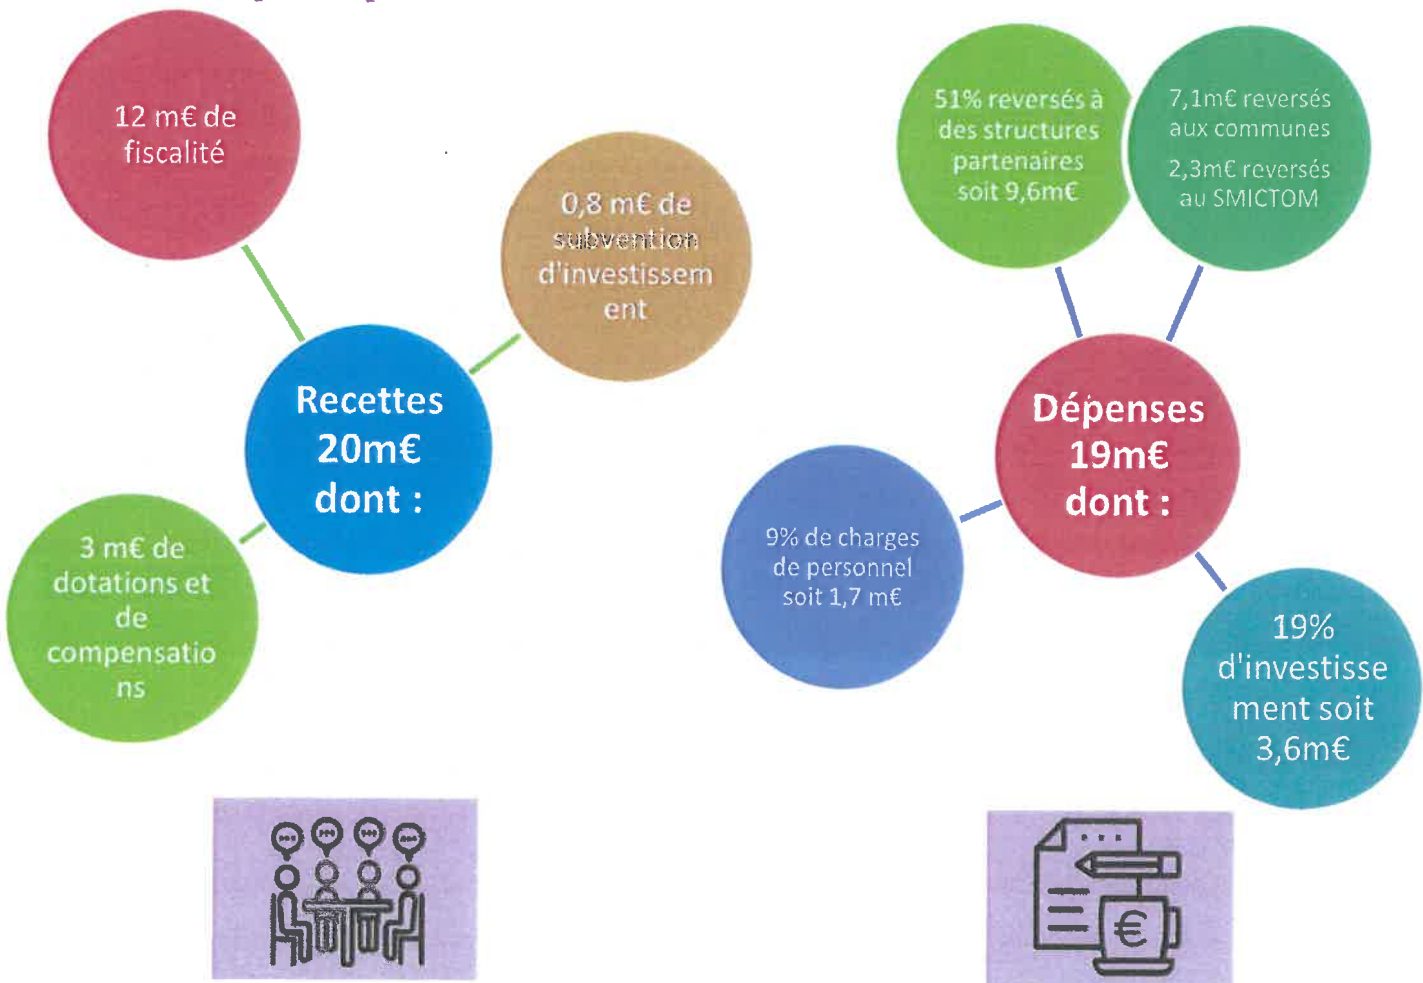 12 m€ de
fiscalité
0,8 m€ de
subvention
d'investissem
ent
Recettes
20m€
dont :
3 m€ de
dotations et
de
compensatio
ns
51% reversés à
des structures
partenaires
soit 9,6m€
7,1m€ reversés
aux communes
2,3m€ reversés
au SMICTOM
Dépenses
19m€
dont :
9% de charges
de personnel
soit 1,7 m€
19%
d'investisse
ment soit
3,6m€
€